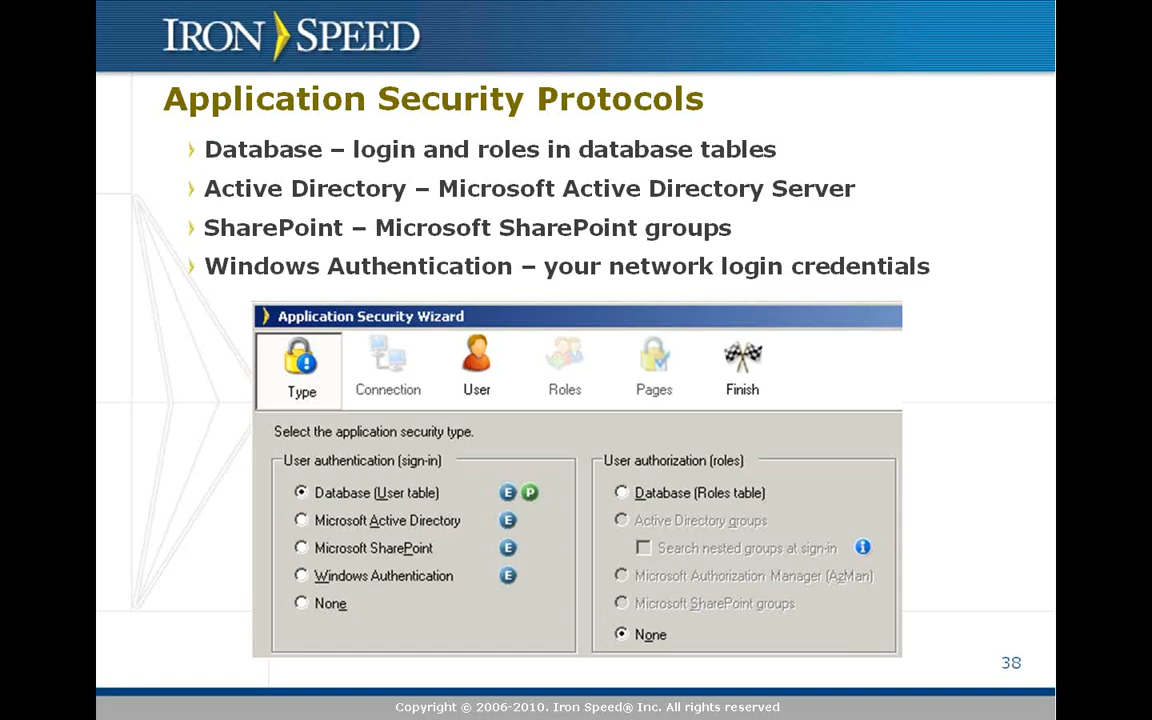 IRON SPEED
Application Security Protocols
Database – login and roles in database tables
Active Directory – Microsoft Active Directory Server
SharePoint – Microsoft SharePoint groups
Windows Authentication – your network login credentials
Application Security Wizard
Type
Connection
User
Roles
Pages
Finish
Select the application security type.
User authentication (sign-in)
Database (User table) E P
Microsoft Active Directory E
Microsoft SharePoint E
Windows Authentication E
None
User authorization (roles)
Database (Roles table)
Active Directory groups
Search nested groups at sign-in
Microsoft Authorization Manager (AzMan)
Microsoft SharePoint groups
None
38
Copyright © 2006-2010. Iron Speed® Inc. All rights reserved